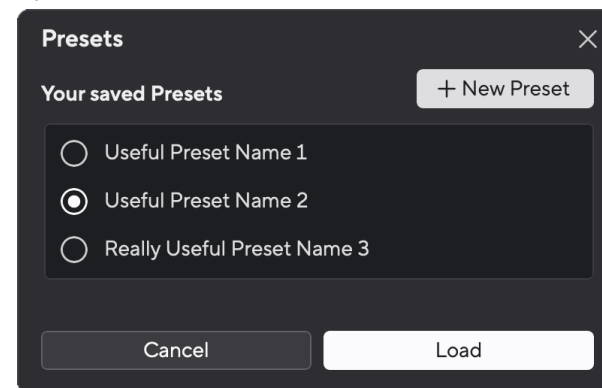 Presets
Your saved Presets
+ New Preset
Useful Preset Name 1
Useful Preset Name 2
Really Useful Preset Name 3
Cancel
Load